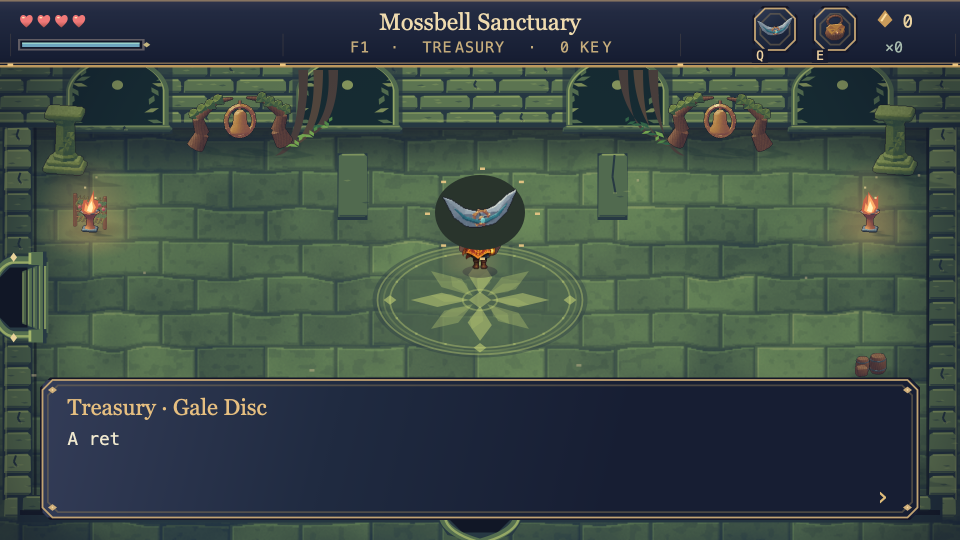 Mossbell Sanctuary
F1 · TREASURY · 0 KEY
Q
E
0
×0
Treasury · Gale Disc
A ret